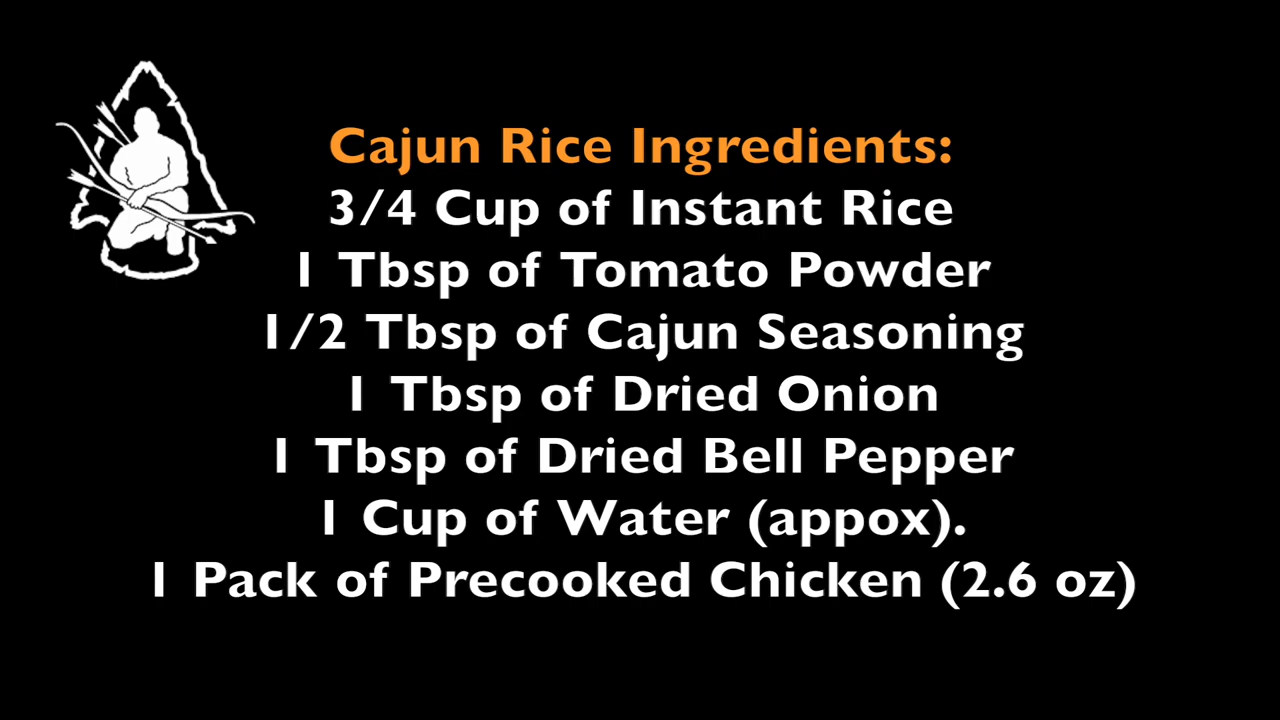 Cajun Rice Ingredients:
3/4 Cup of Instant Rice
1 Tbsp of Tomato Powder
1/2 Tbsp of Cajun Seasoning
1 Tbsp of Dried Onion
1 Tbsp of Dried Bell Pepper
1 Cup of Water (appox).
1 Pack of Precooked Chicken (2.6 oz)